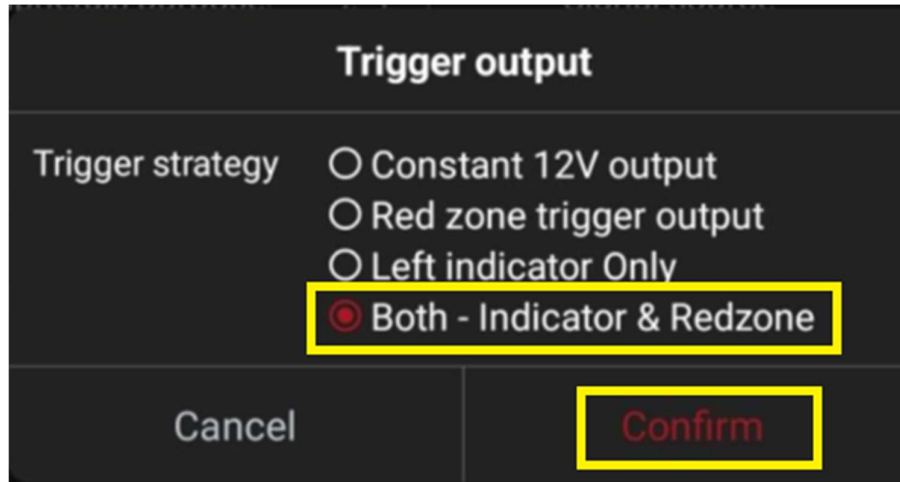 Trigger output
Trigger strategy
Constant 12V output
Red zone trigger output
Left indicator Only
Both - Indicator & Redzone
Cancel
Confirm